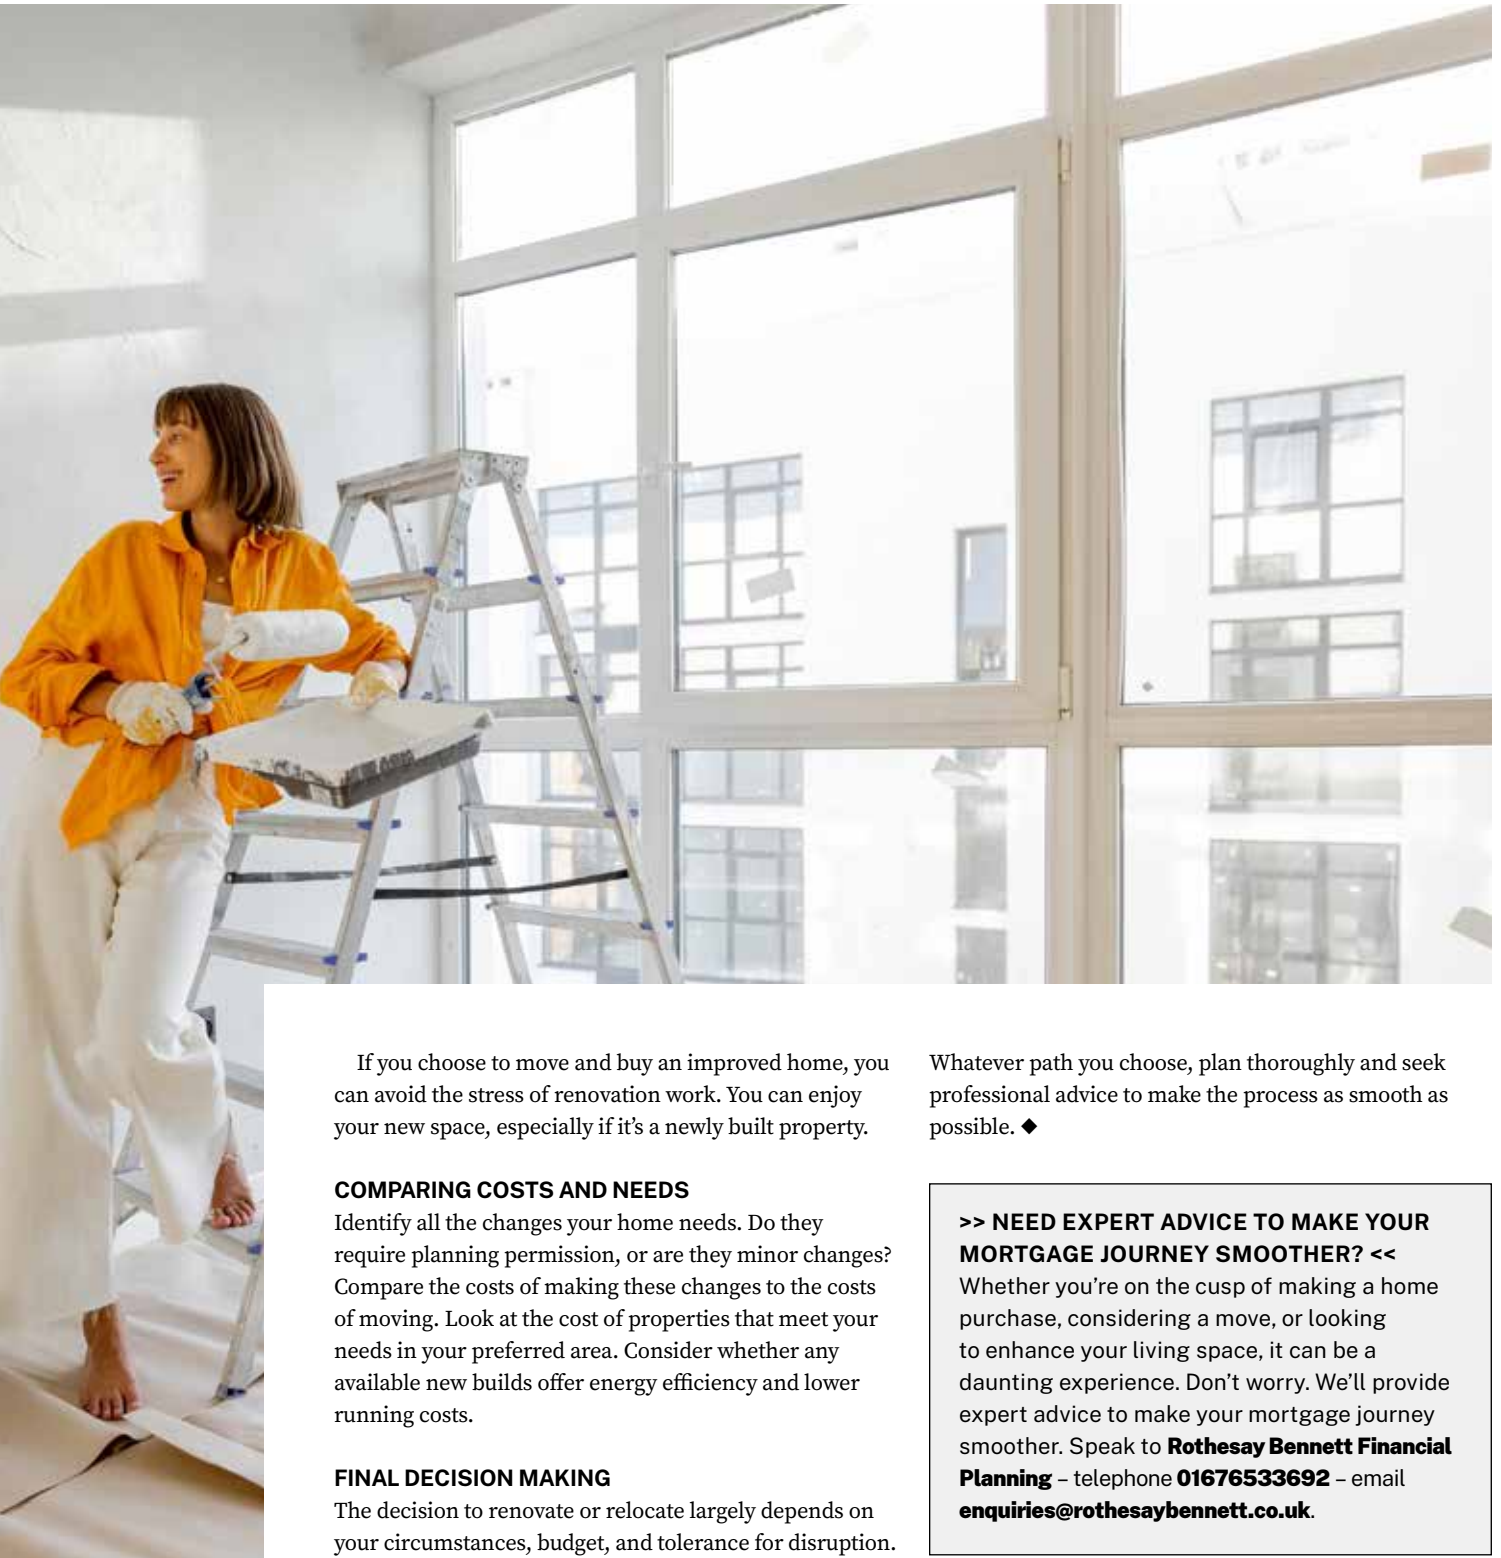 If you choose to move and buy an improved home, you
can avoid the stress of renovation work. You can enjoy
your new space, especially if it’s a newly built property.
COMPARING COSTS AND NEEDS
Identify all the changes your home needs. Do they
require planning permission, or are they minor changes?
Compare the costs of making these changes to the costs
of moving. Look at the cost of properties that meet your
needs in your preferred area. Consider whether any
available new builds offer energy efficiency and lower
running costs.
FINAL DECISION MAKING
The decision to renovate or relocate largely depends on
your circumstances, budget, and tolerance for disruption.
Whatever path you choose, plan thoroughly and seek
professional advice to make the process as smooth as
possible. ◆
>> NEED EXPERT ADVICE TO MAKE YOUR
MORTGAGE JOURNEY SMOOTHER? <<
Whether you’re on the cusp of making a home
purchase, considering a move, or looking
to enhance your living space, it can be a
daunting experience. Don’t worry. We’ll provide
expert advice to make your mortgage journey
smoother. Speak to Rothesay Bennett Financial
Planning – telephone 01676533692 – email
enquiries@rothesaybennett.co.uk.